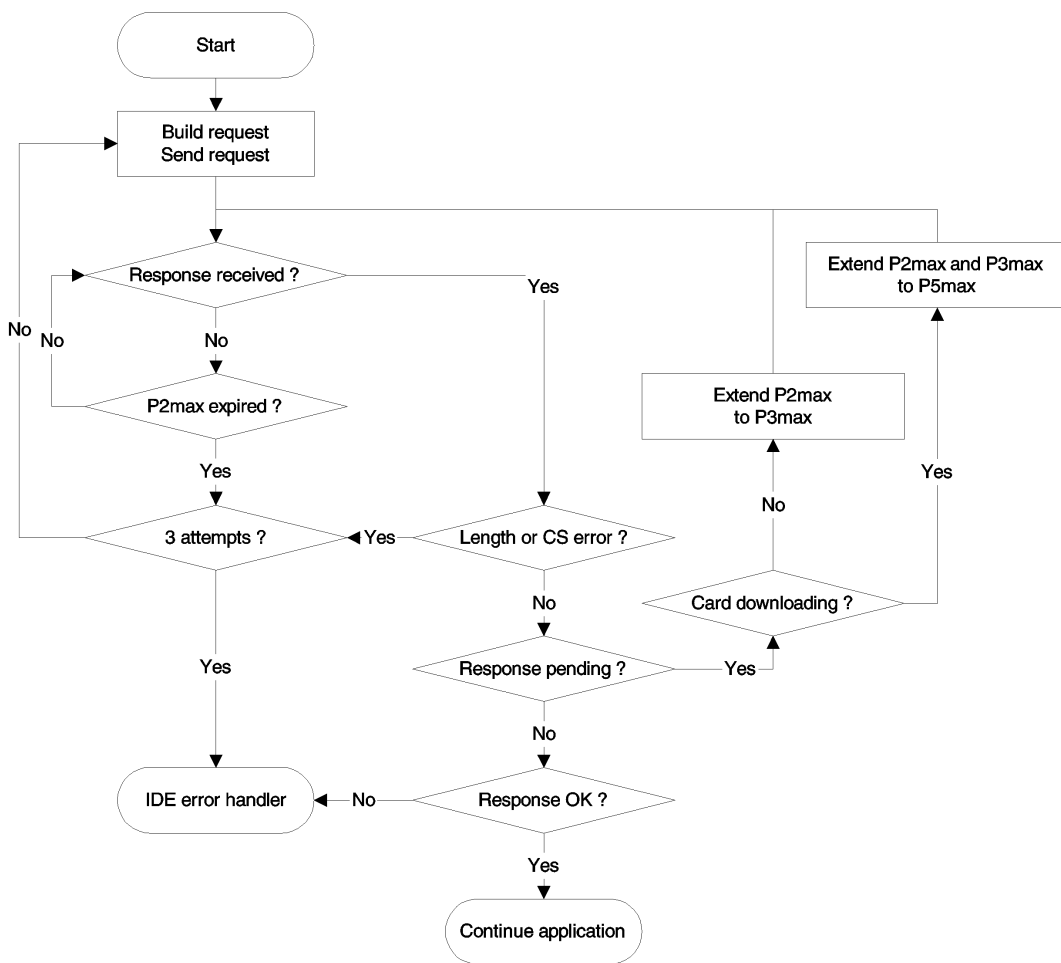 Start
Build request
Send request
Response received ?
Yes
Extend P2max and P3max
to P5max
No
No
No
P2max expired ?
Extend P2max
to P3max
Yes
Yes
No
3 attempts ?
Yes
Length or CS error ?
No
Card downloading ?
Yes
Response pending ?
Yes
No
IDE error handler
No
Response OK ?
Yes
Continue application